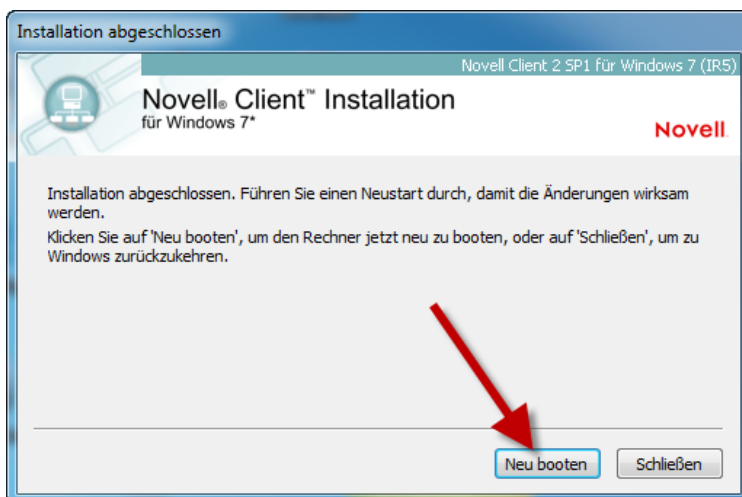 Installation abgeschlossen
Novell Client 2 SP1 für Windows 7 (IR5)
Novell® Client™ Installation
für Windows 7*
Novell.
Installation abgeschlossen. Führen Sie einen Neustart durch, damit die Änderungen wirksam
werden.
Klicken Sie auf 'Neu booten', um den Rechner jetzt neu zu booten, oder auf 'Schließen', um zu
Windows zurückzukehren.
Neu booten
Schließen